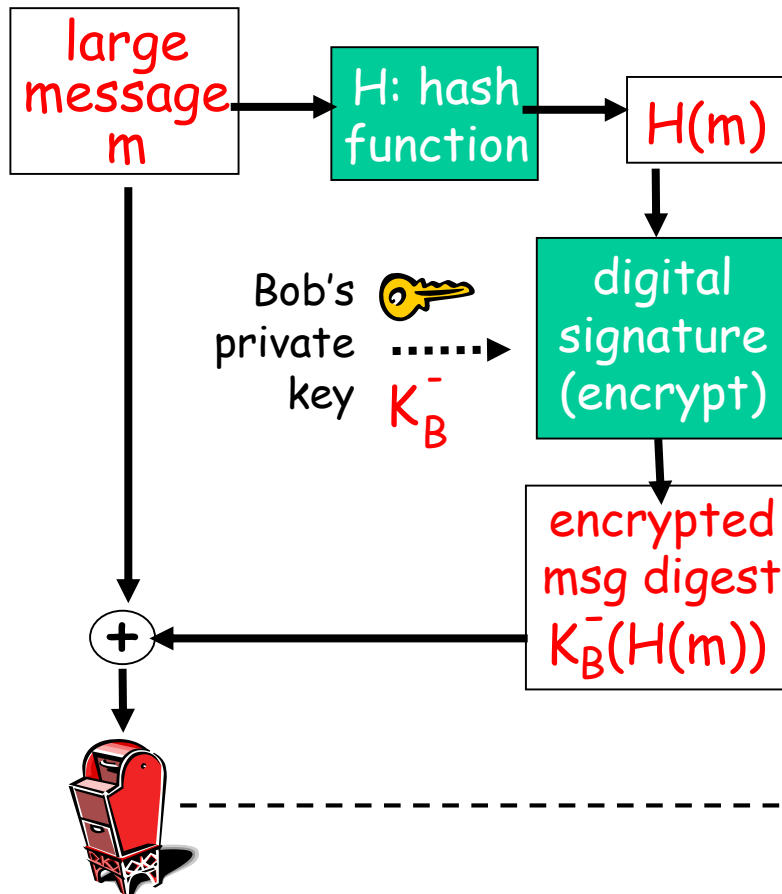 large
message
m
H: hash
function
H(m)
Bob's
private
key
K_B^-
digital
signature
(encrypt)
encrypted
msg digest
K_B^-(H(m))
+